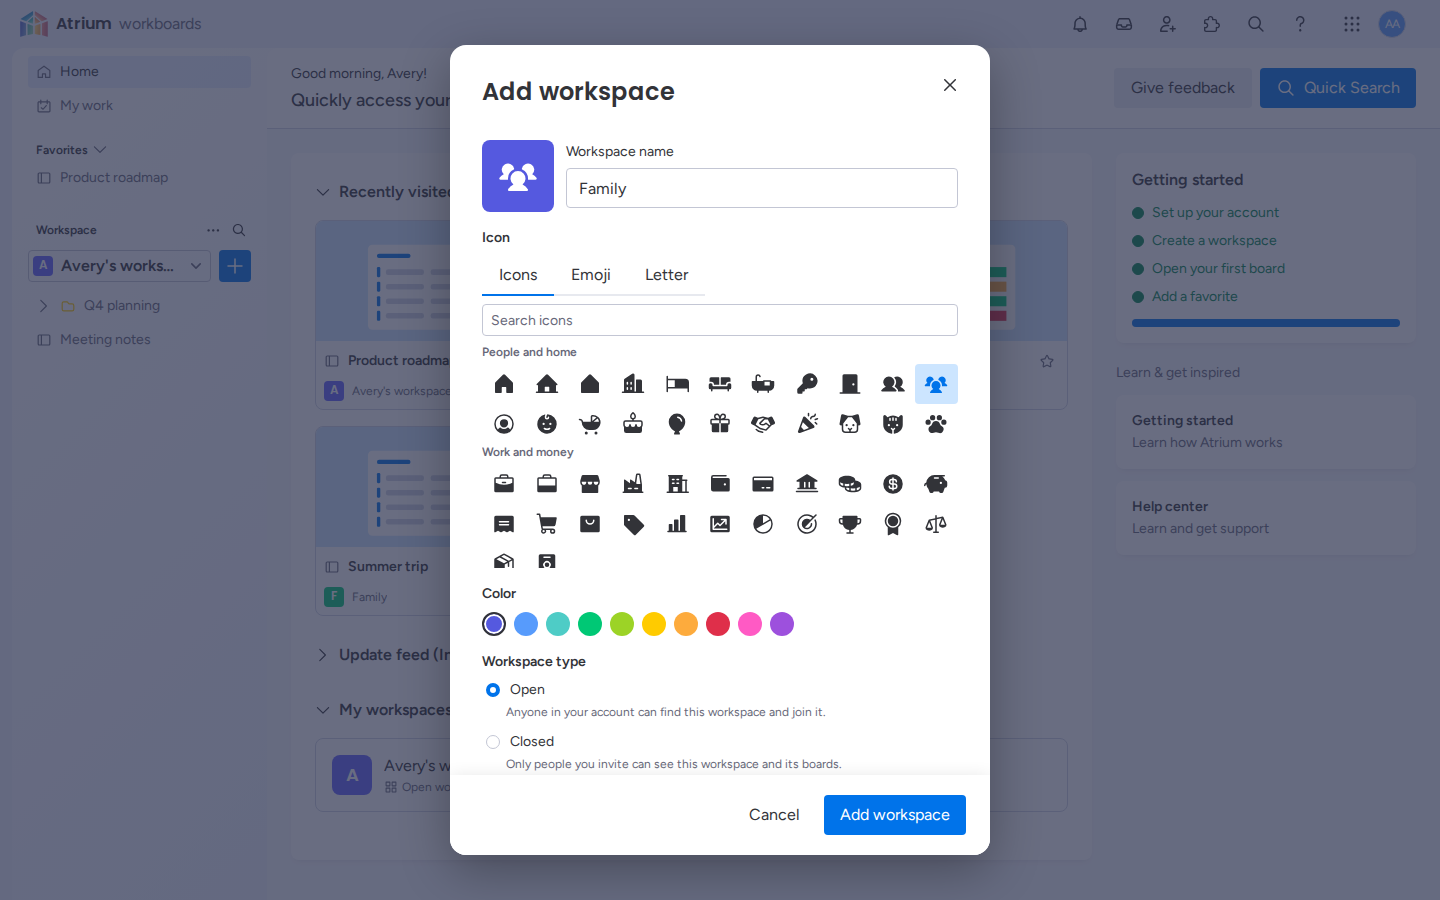 Atrium workboards
AA
Home
My work
Favorites
Product roadmap
Workspace
A Avery's works...
Q4 planning
Meeting notes
Good morning, Avery!
Quickly access your
Give feedback
Quick Search
Recently visited
Product roadma
A Avery's workspace
Summer trip
F Family
Update feed (In
My workspaces
A
Avery's w
Open wo
Getting started
Set up your account
Create a workspace
Open your first board
Add a favorite
Learn & get inspired
Getting started
Learn how Atrium works
Help center
Learn and get support
Add workspace
Workspace name
Family
Icon
Icons Emoji Letter
Search icons
People and home
Work and money
Color
Workspace type
Open
Anyone in your account can find this workspace and join it.
Closed
Only people you invite can see this workspace and its boards.
Cancel
Add workspace